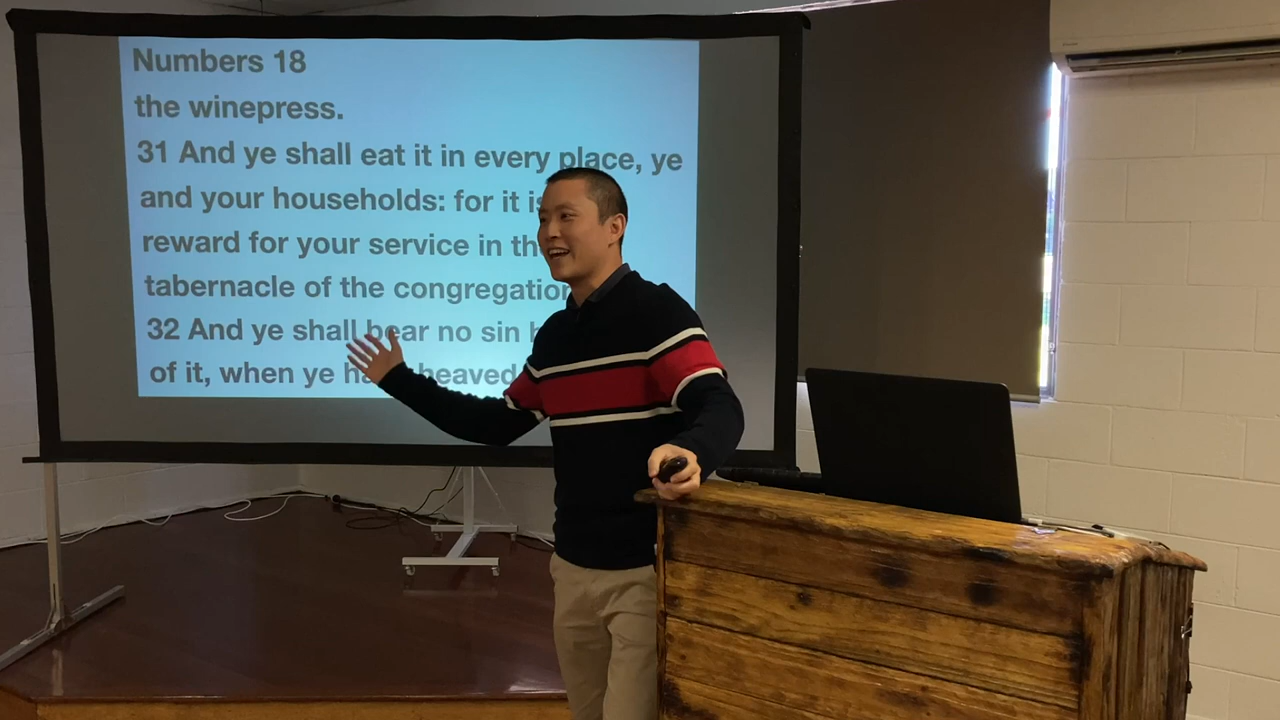 Numbers 18
the winepress.
31 And ye shall eat it in every place, ye
and your households: for it is
reward for your service in the
tabernacle of the congregation
32 And ye shall bear no sin
of it, when ye heaved